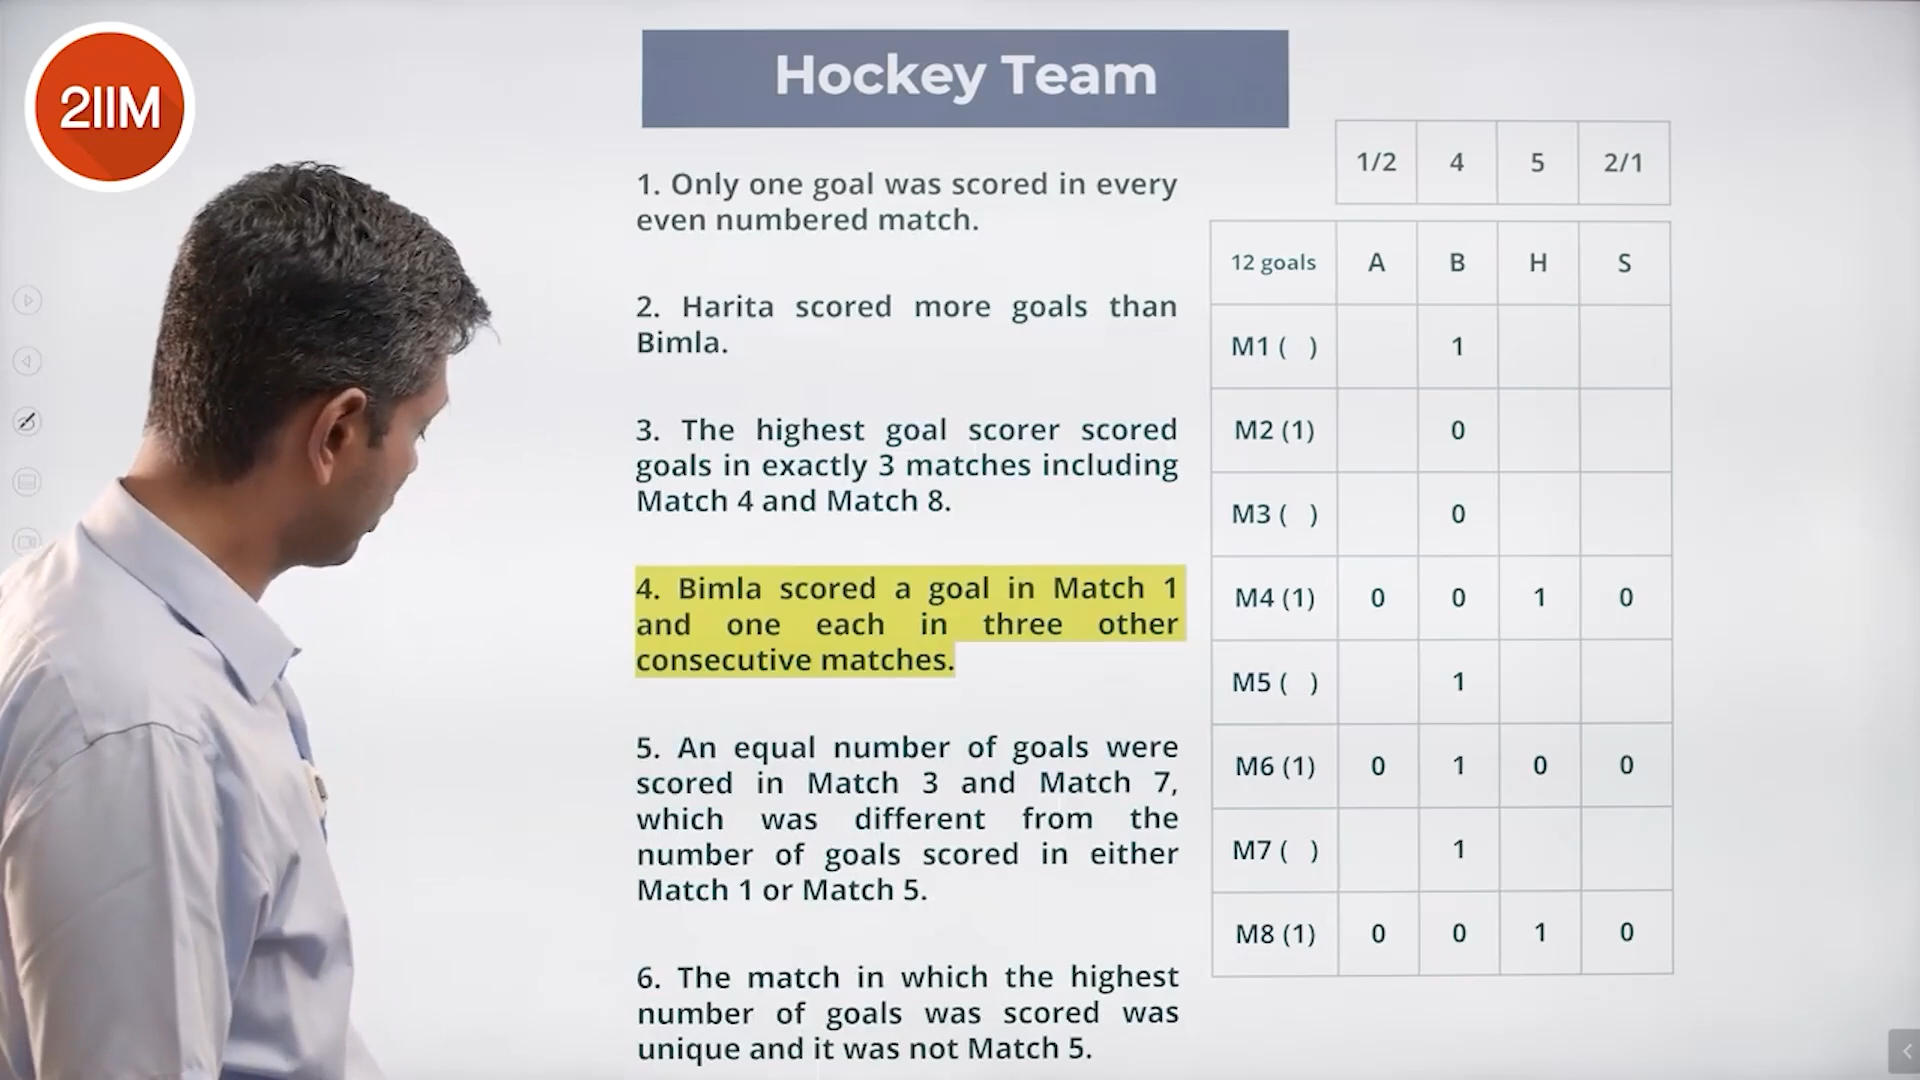 2IIM
Hockey Team
1. Only one goal was scored in every
even numbered match.
2. Harita scored more goals than
Bimla.
3. The highest goal scorer scored
goals in exactly 3 matches including
Match 4 and Match 8.
4. Bimla scored a goal in Match 1
and one each in three other
consecutive matches.
5. An equal number of goals were
scored in Match 3 and Match 7,
which was different from the
number of goals scored in either
Match 1 or Match 5.
6. The match in which the highest
number of goals was scored was
unique and it was not Match 5.
1/2 4 5 2/1
12 goals A B H S
M1 ( ) 1
M2 (1) 0
M3 ( ) 0
M4 (1) 0 0 1 0
M5 ( ) 1
M6 (1) 0 1 0 0
M7 ( ) 1
M8 (1) 0 0 1 0